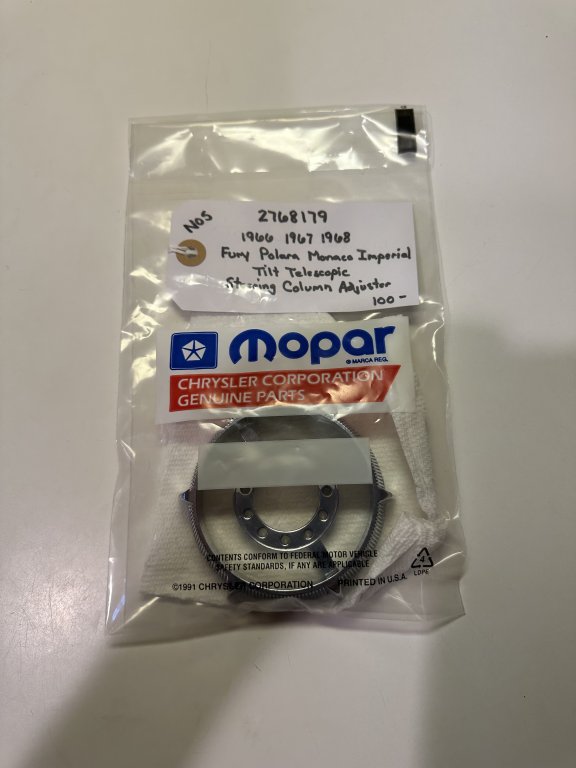 NOS
2768179
1966 1967 1968
Fury Polara Monaco Imperial
Tilt Telescopic
Steering Column Adjuster
100-
mopar
® MARCA REG.
CHRYSLER CORPORATION
GENUINE PARTS
CONTENTS CONFORM TO FEDERAL MOTOR VEHICLE
SAFETY STANDARDS, IF ANY ARE APPLICABLE
©1991 CHRYSLER CORPORATION PRINTED IN U.S.A.
4
LDPE